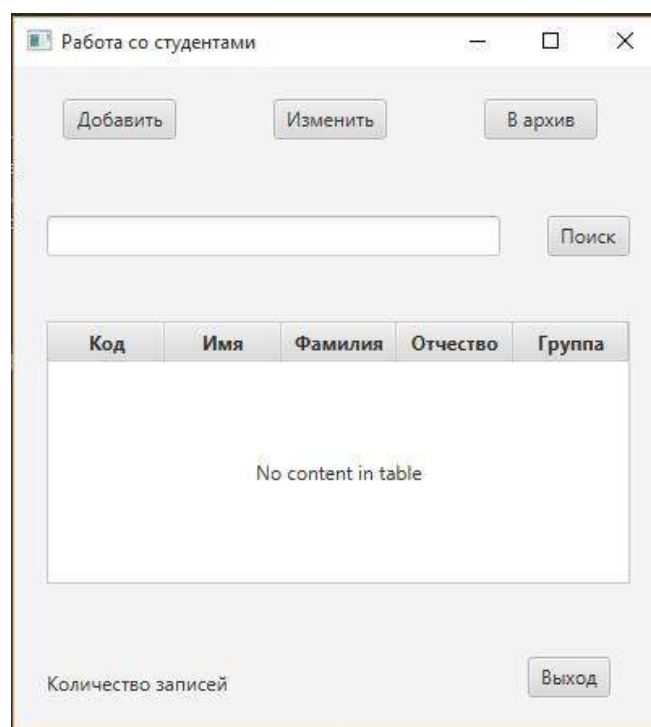 Работа со студентами
Добавить Изменить В архив
Поиск
Код Имя Фамилия Отчество Группа
No content in table
Количество записей Выход